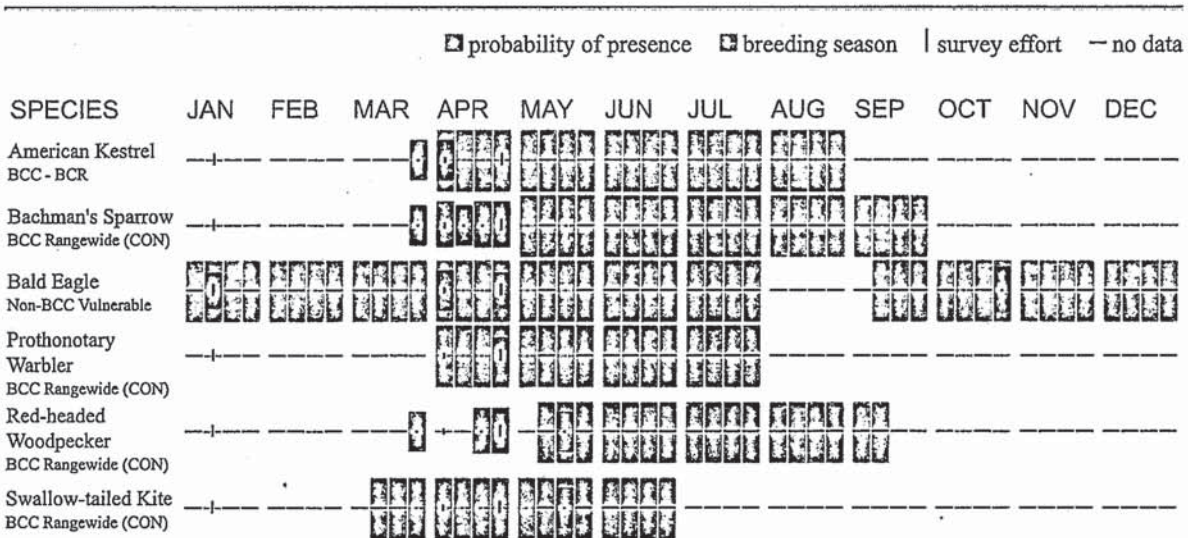 probability of presence breeding season survey effort no data
SPECIES JAN FEB MAR APR MAY JUN JUL AUG SEP OCT NOV DEC
American Kestrel
BCC - BCR
Bachman's Sparrow
BCC Rangewide (CON)
Bald Eagle
Non-BCC Vulnerable
Prothonotary
Warbler
BCC Rangewide (CON)
Red-headed
Woodpecker
BCC Rangewide (CON)
Swallow-tailed Kite
BCC Rangewide (CON)